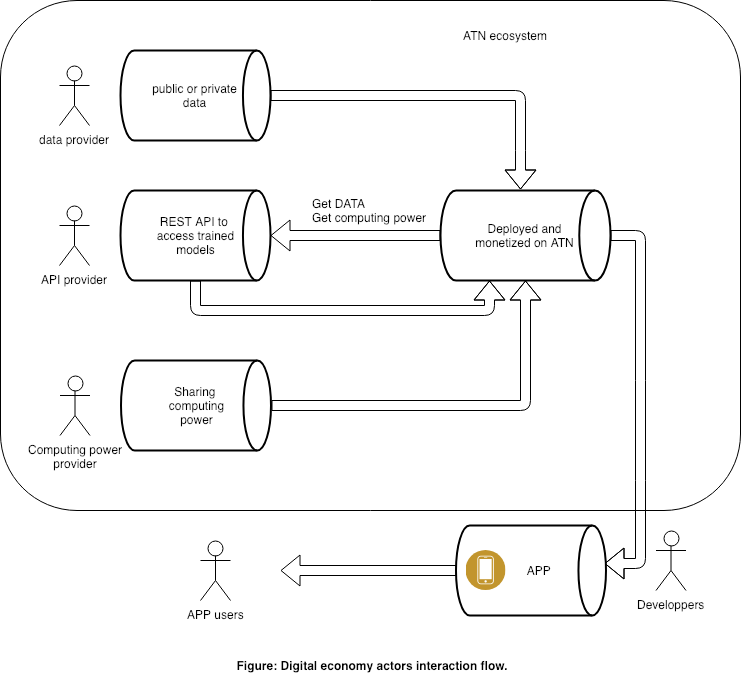 ATN ecosystem
public or private
data
data provider
Get DATA
Get computing power
REST API to
access trained
models
Deployed and
monetized on ATN
API provider
Sharing
computing
power
Computing power
provider
APP
APP users
Developpers
Figure: Digital economy actors interaction flow.